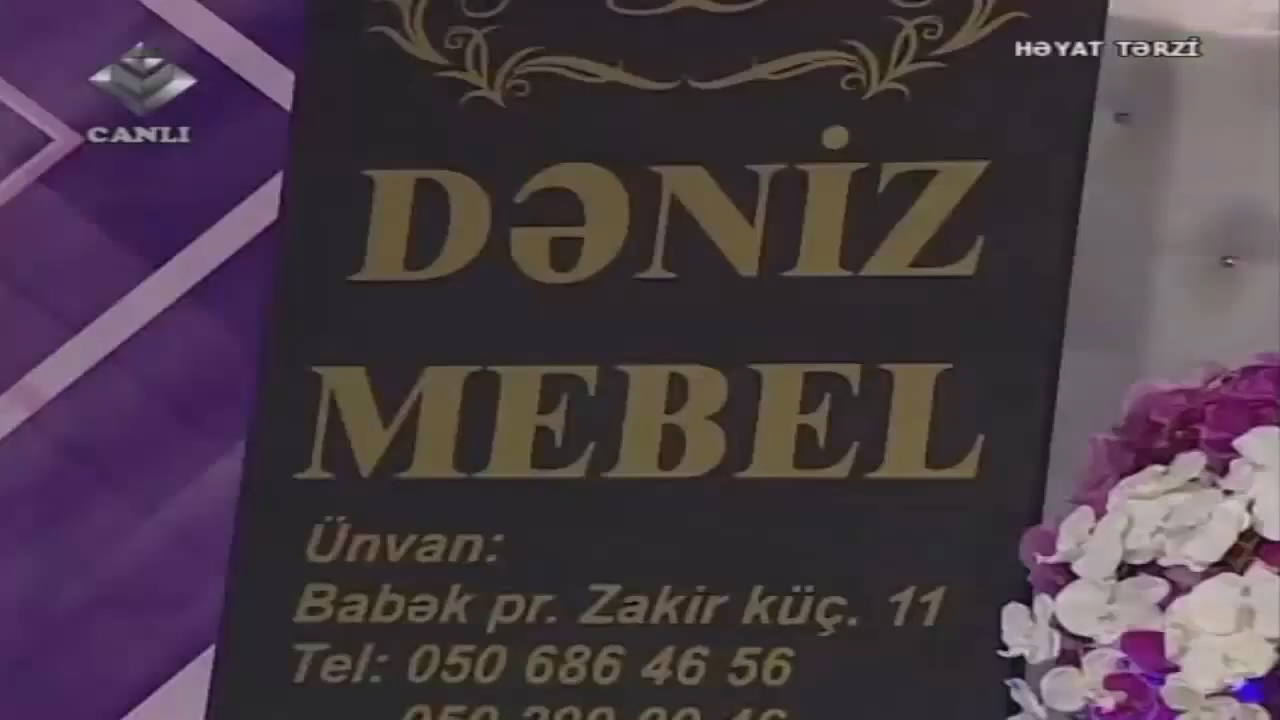 CANLI
HƏYAT TƏRZİ
DƏNİZ
MEBEL
Ünvan:
Babək pr. Zakir küç. 11
Tel: 050 686 46 56